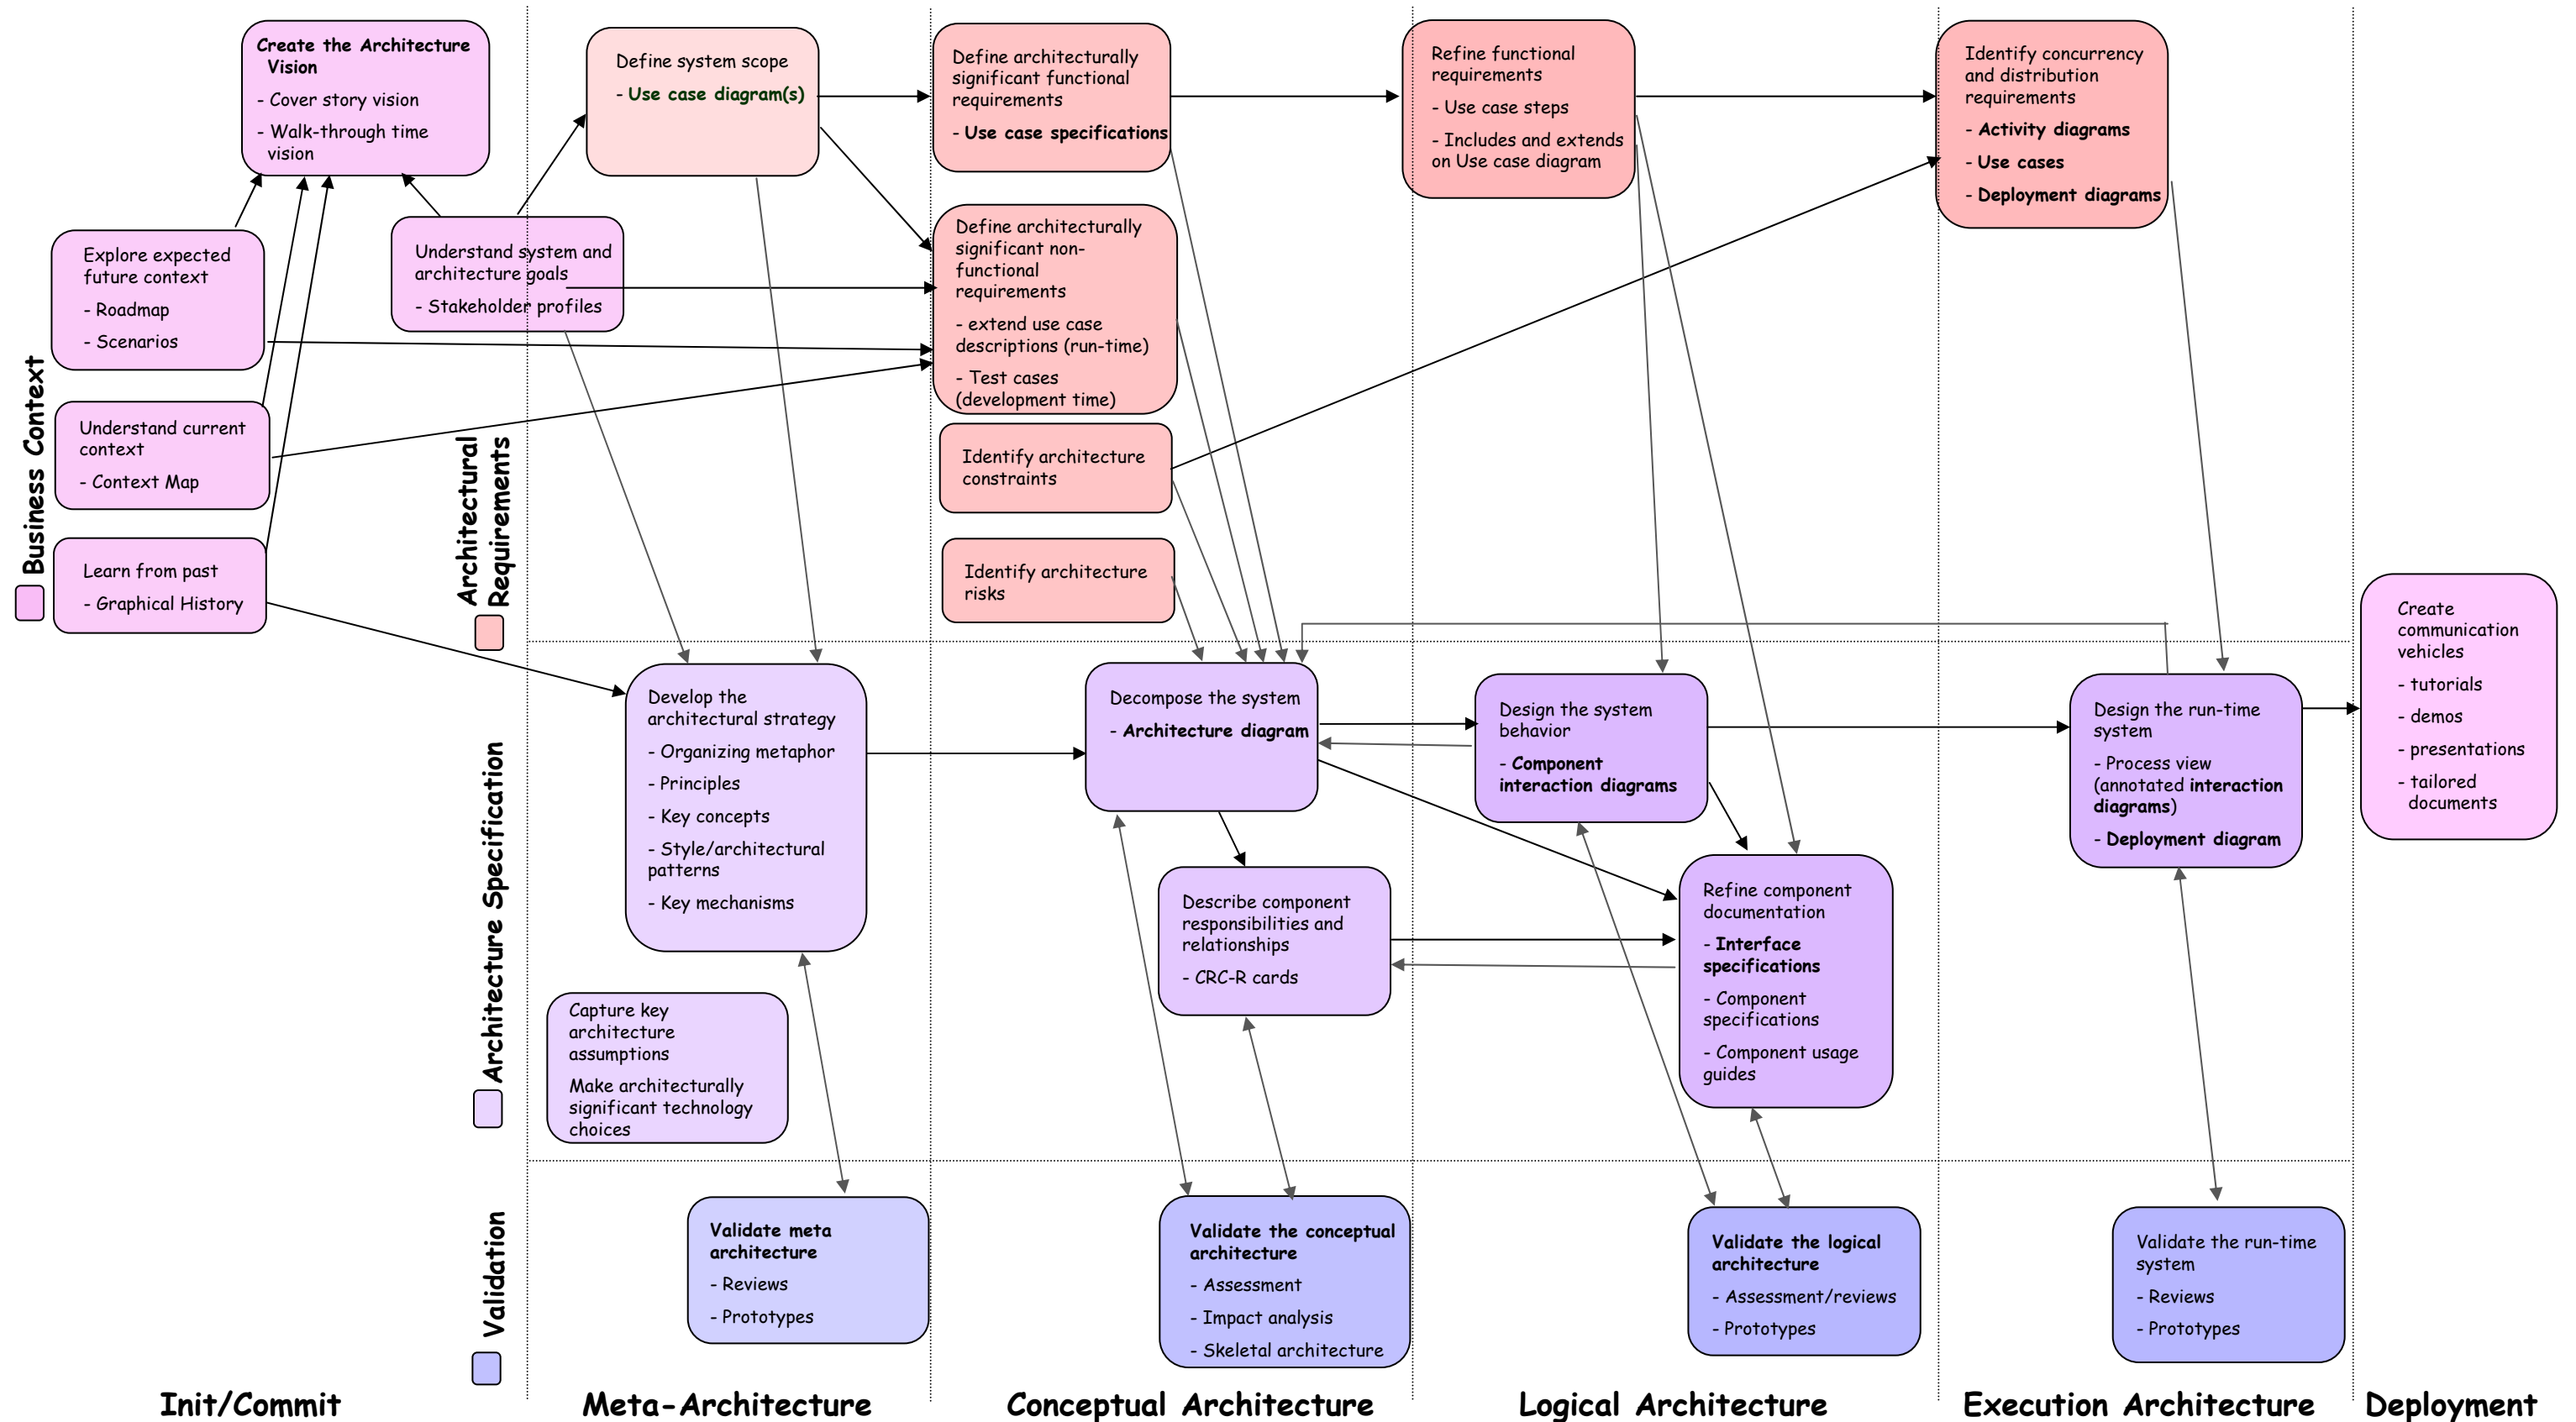 Create the Architecture
Vision
- Cover story vision
- Walk-through time
vision
Define system scope
- Use case diagram(s)
Define architecturally
significant functional
requirements
- Use case specifications
Refine functional
requirements
- Use case steps
- Includes and extends
on Use case diagram
Identify concurrency
and distribution
requirements
- Activity diagrams
- Use cases
- Deployment diagrams
Explore expected
future context
- Roadmap
- Scenarios
Understand system and
architecture goals
- Stakeholder profiles
Define architecturally
significant non-
functional
requirements
- extend use case
descriptions (run-time)
- Test cases
(development time)
Business Context
Understand current
context
- Context Map
Architectural
Requirements
Identify architecture
constraints
Learn from past
- Graphical History
Identify architecture
risks
Create
communication
vehicles
- tutorials
- demos
- presentations
- tailored
documents
Architecture Specification
Develop the
architectural strategy
- Organizing metaphor
- Principles
- Key concepts
- Style/architectural
patterns
- Key mechanisms
Decompose the system
- Architecture diagram
Design the system
behavior
- Component
interaction diagrams
Design the run-time
system
- Process view
(annotated interaction
diagrams)
- Deployment diagram
Describe component
responsibilities and
relationships
- CRC-R cards
Refine component
documentation
- Interface
specifications
- Component
specifications
- Component usage
guides
Capture key
architecture
assumptions
Make architecturally
significant technology
choices
Validation
Validate meta
architecture
- Reviews
- Prototypes
Validate the conceptual
architecture
- Assessment
- Impact analysis
- Skeletal architecture
Validate the logical
architecture
- Assessment/reviews
- Prototypes
Validate the run-time
system
- Reviews
- Prototypes
Init/Commit
Meta-Architecture
Conceptual Architecture
Logical Architecture
Execution Architecture
Deployment